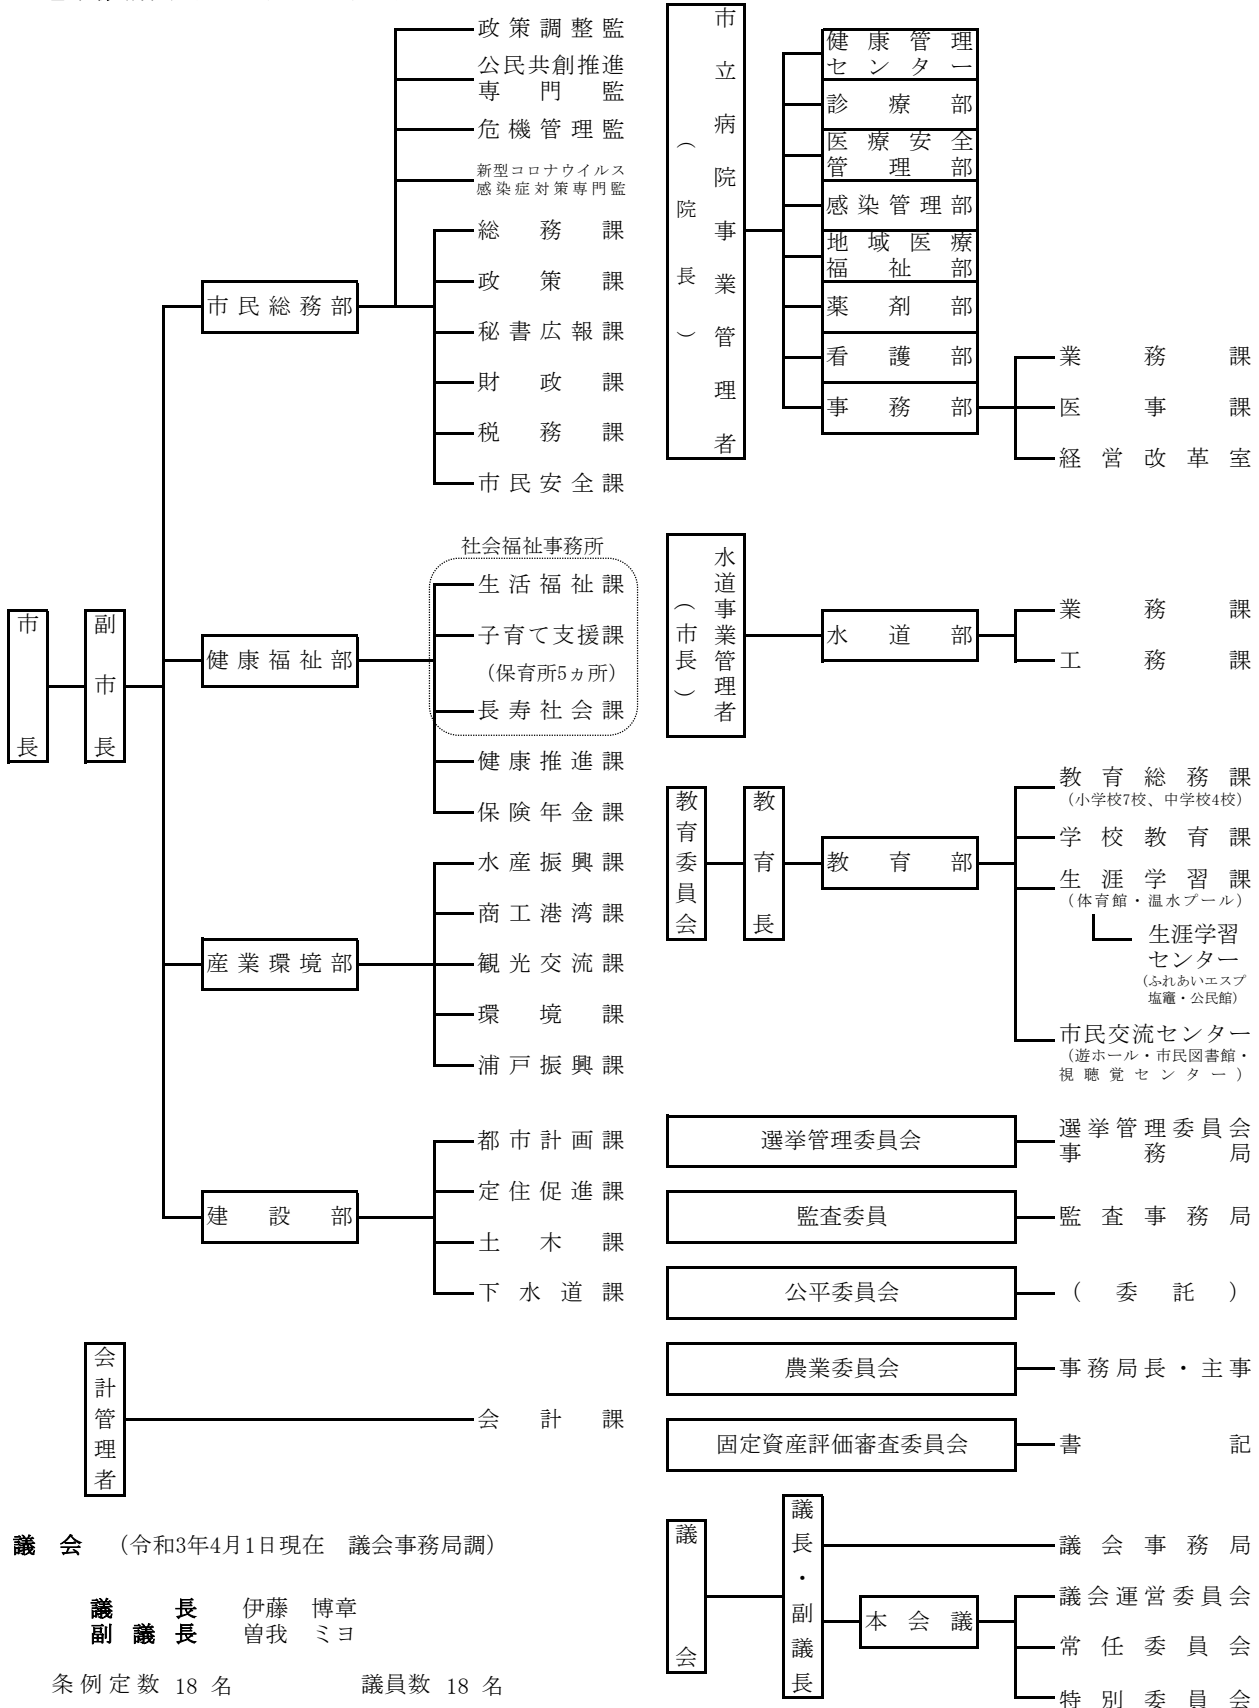 市長
副市長
市民総務部
政策調整監
公民共創推進
専門監
危機管理監
新型コロナウイルス
感染症対策専門監
総務課
政策課
秘書広報課
財政課
税務課
市民安全課
健康福祉部
社会福祉事務所
生活福祉課
子育て支援課
(保育所5ヵ所)
長寿社会課
健康推進課
保険年金課
産業環境部
水産振興課
商工港湾課
観光交流課
環境課
浦戸振興課
建設部
都市計画課
定住促進課
土木課
下水道課
会計管理者
会計課
市立病院事業管理者
(院長)
健康管理
センター
診療部
医療安全
管理部
感染管理部
地域医療
福祉部
薬剤部
看護部
事務部
業務課
医事課
経営改革室
水道事業管理者
(市長)
水道部
業務課
工務課
教育委員会
教育長
教育部
教育総務課
(小学校7校、中学校4校)
学校教育課
生涯学習課
(体育館・温水プール)
生涯学習
センター
(ふれあいエスプ
塩竈・公民館)
市民交流センター
(遊ホール・市民図書館・
視聴覚センター)
選挙管理委員会
選挙管理委員会
事務局
監査委員
監査事務局
公平委員会
(委託)
農業委員会
事務局長・主事
固定資産評価審査委員会
書記
議会
議長・副議長
議会事務局
本会議
議会運営委員会
常任委員会
特別委員会
議会 (令和3年4月1日現在 議会事務局調)
議長 伊藤 博章
副議長 曽我 ミヨ
条例定数 18 名 議員数 18 名